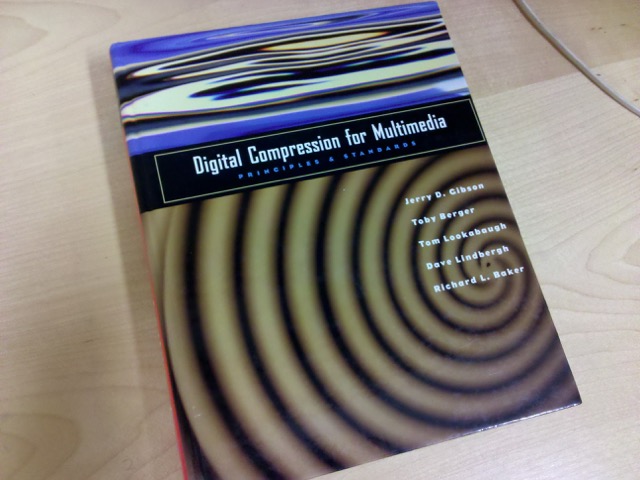 Digital Compression for Multimedia
PRINCIPLES & STANDARDS
Jerry D. Gibson
Toby Berger
Tom Lookabaugh
Dave Lindbergh
Richard L. Baker